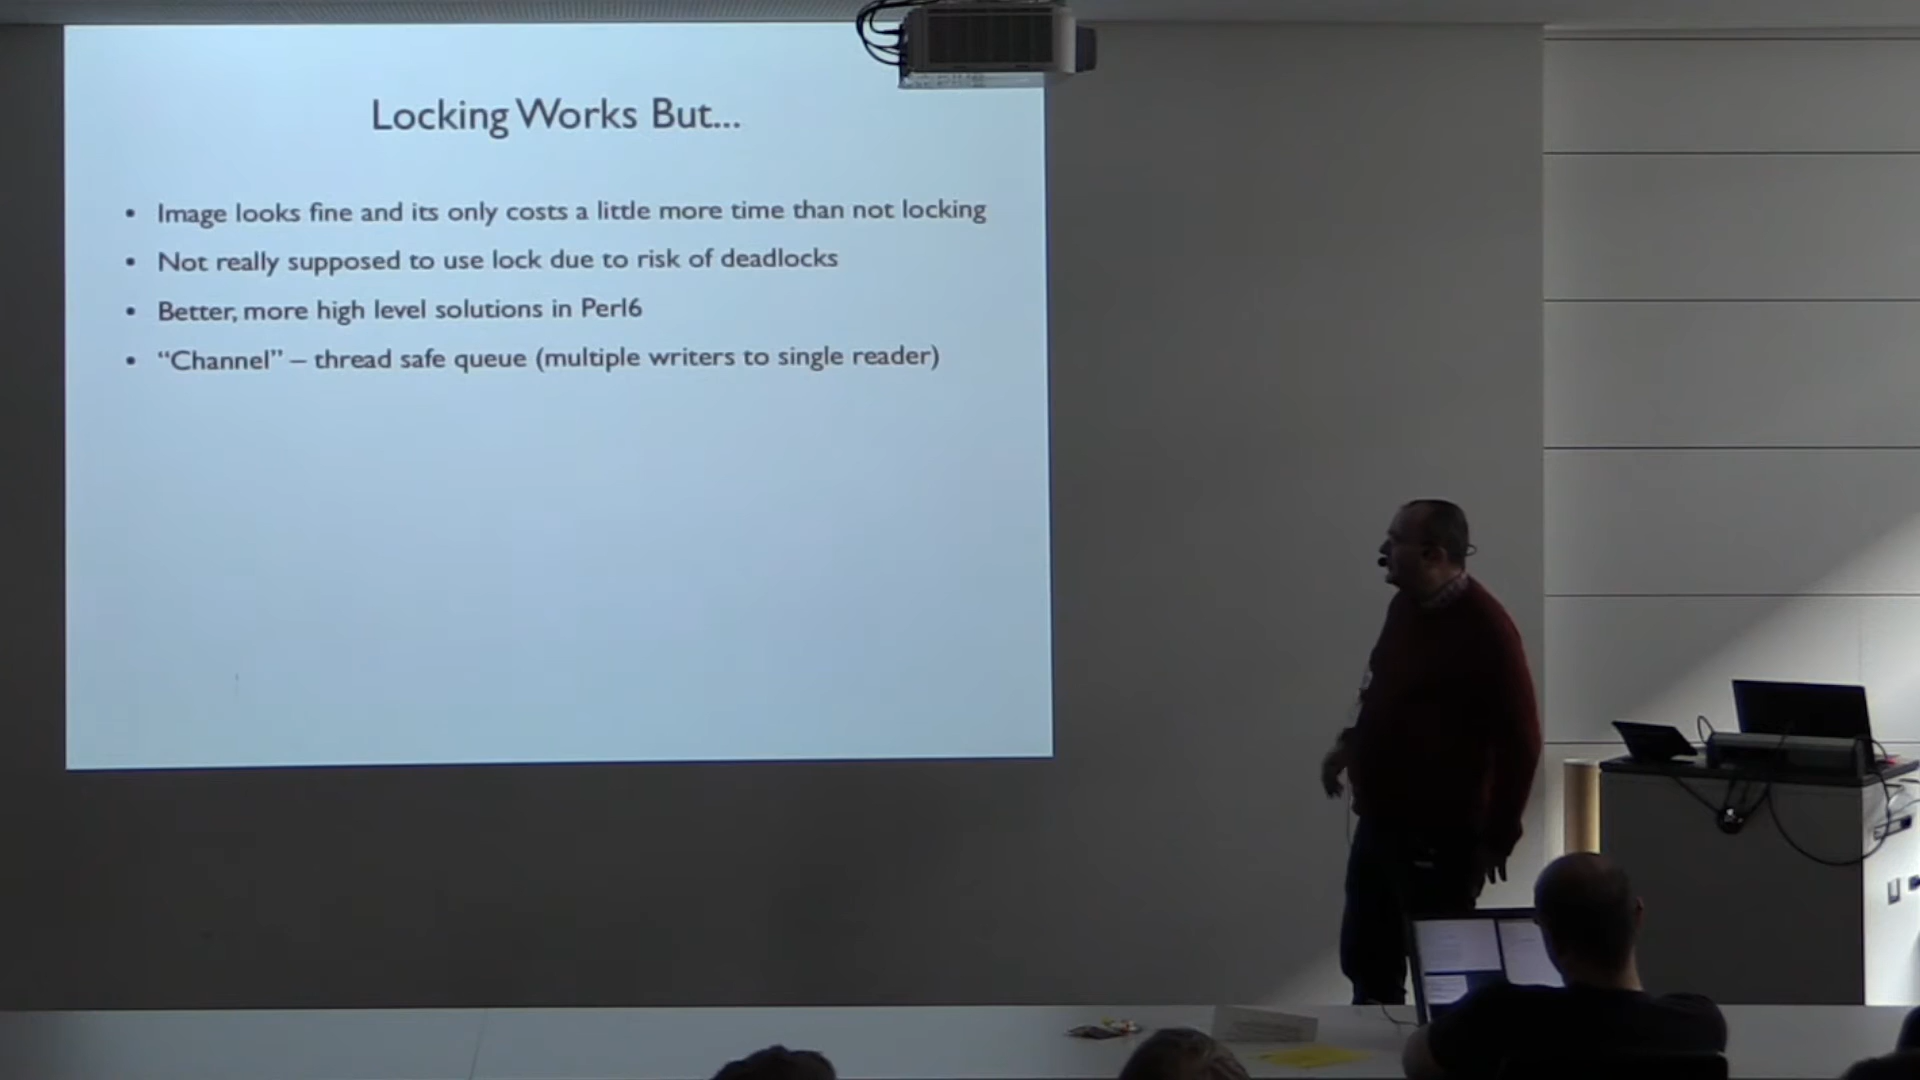 Locking Works But...
• Image looks fine and its only costs a little more time than not locking
• Not really supposed to use lock due to risk of deadlocks
• Better, more high level solutions in Perl6
• “Channel” – thread safe queue (multiple writers to single reader)